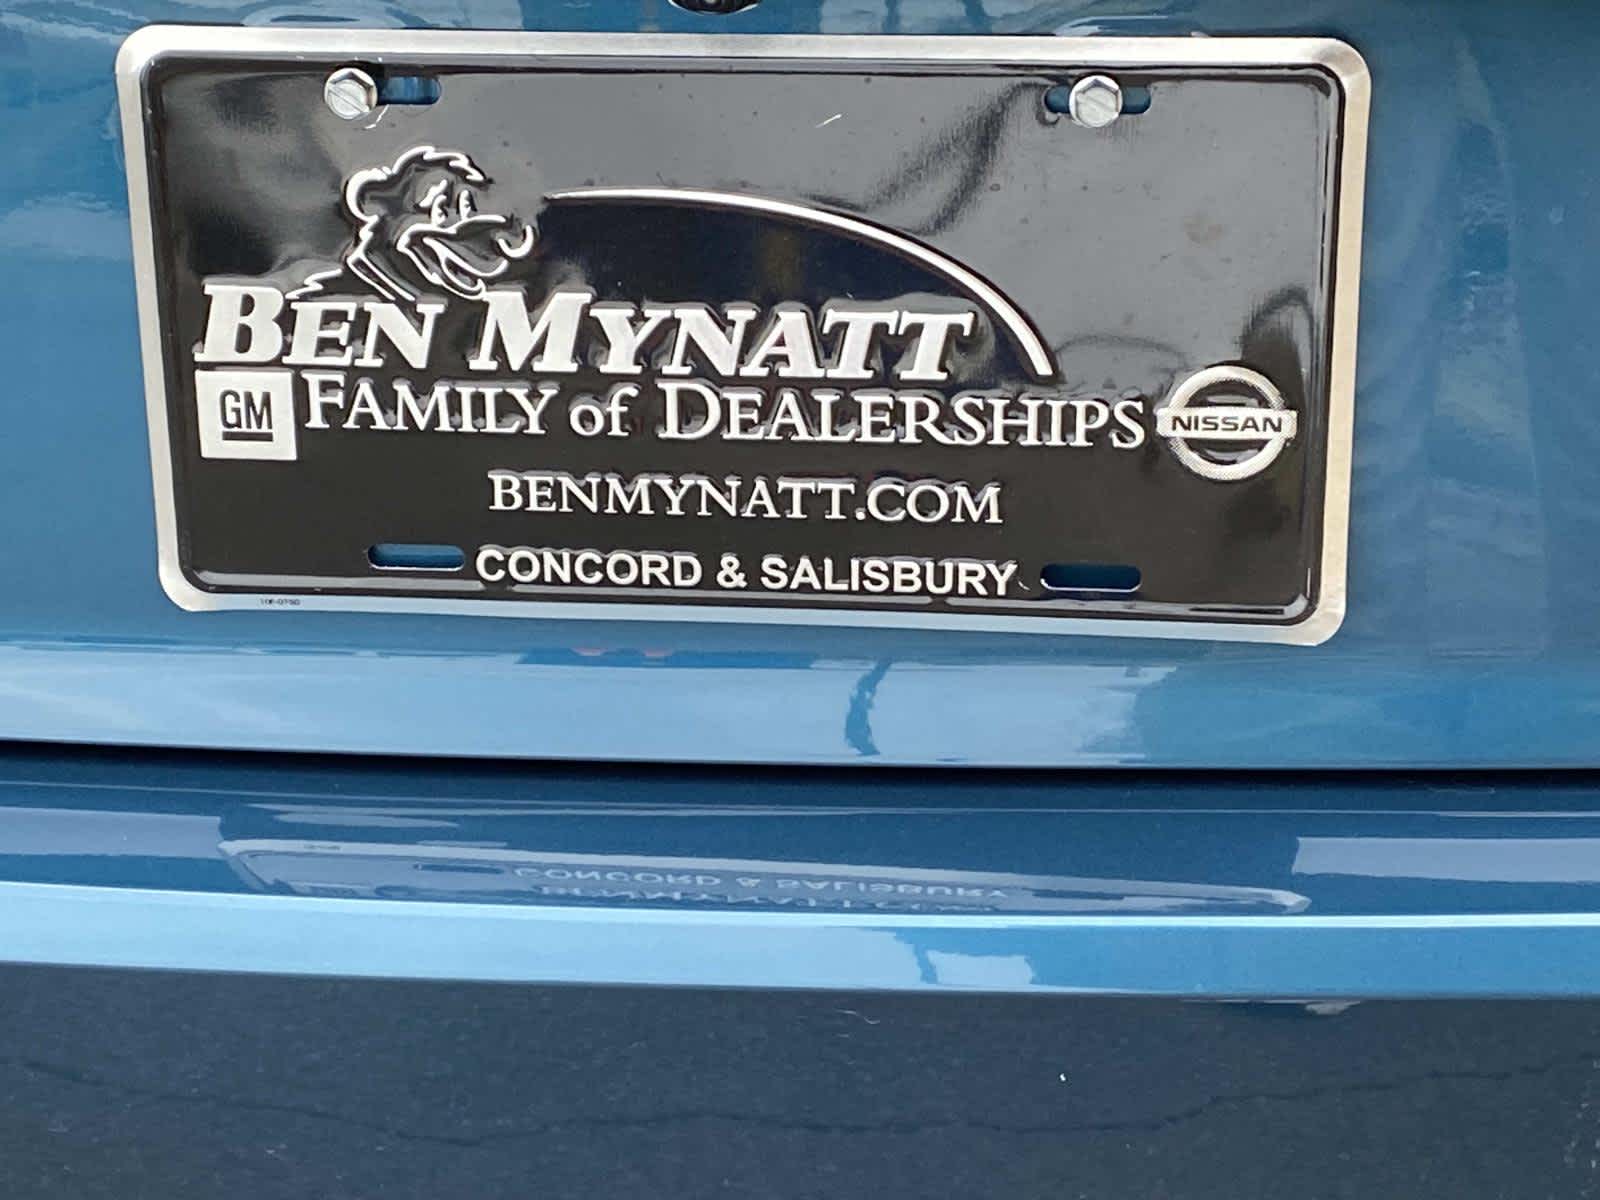 BEN MYNATT
GM FAMILY of DEALERSHIPS NISSAN
BENMYNATT.COM
CONCORD & SALISBURY